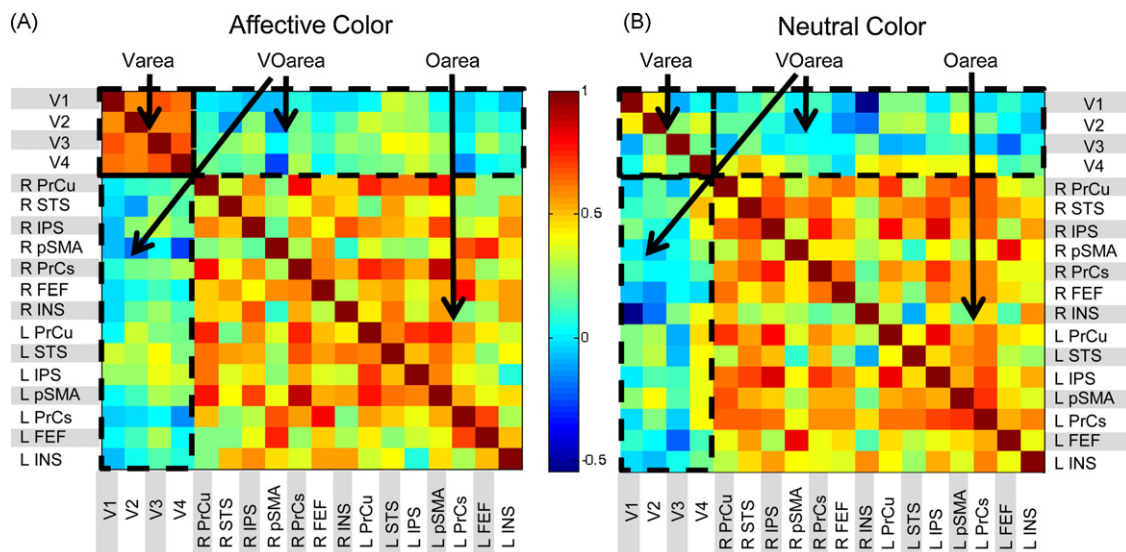 (A)
Affective Color
(B)
Neutral Color
Varea
VOarea
Oarea
Varea
VOarea
Oarea
V1
V2
V3
V4
R PrCu
R STS
R IPS
R pSMA
R PrCs
R FEF
R INS
L PrCu
L STS
L IPS
L pSMA
L PrCs
L FEF
L INS
1
0.5
0
-0.5
V1
V2
V3
V4
R PrCu
R STS
R IPS
R pSMA
R PrCs
R FEF
R INS
L PrCu
L STS
L IPS
L pSMA
L PrCs
L FEF
L INS
V1
V2
V3
V4
R PrCu
R STS
R IPS
R pSMA
R PrCs
R FEF
R INS
L PrCu
L STS
L IPS
L pSMA
L PrCs
L FEF
L INS
V1
V2
V3
V4
R PrCu
R STS
R IPS
R pSMA
R PrCs
R FEF
R INS
L PrCu
L STS
L IPS
L pSMA
L PrCs
L FEF
L INS